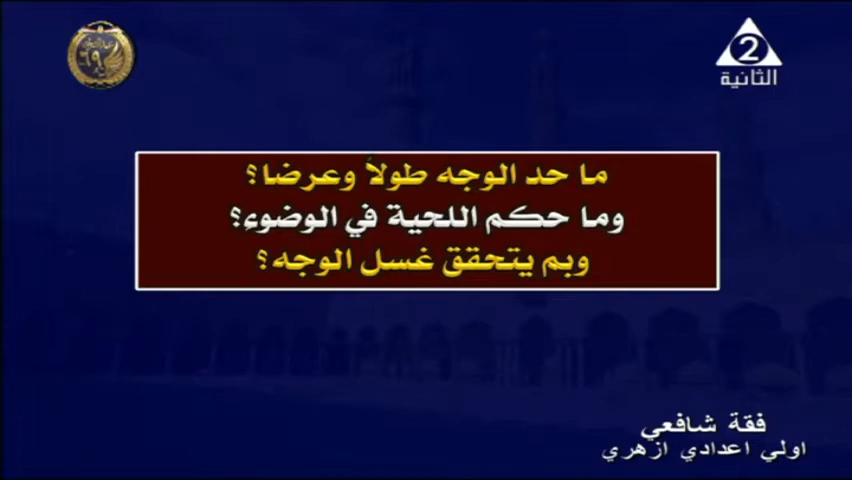 2
الثانية
ما حد الوجه طولاً وعرضا؟
وما حكم اللحية في الوضوء؟
وبم يتحقق غسل الوجه؟
فقة شافعي
اولي اعدادي ازهري